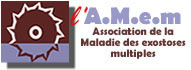 l'A.M.e.m
Association de la
Maladie des exostoses
multiples